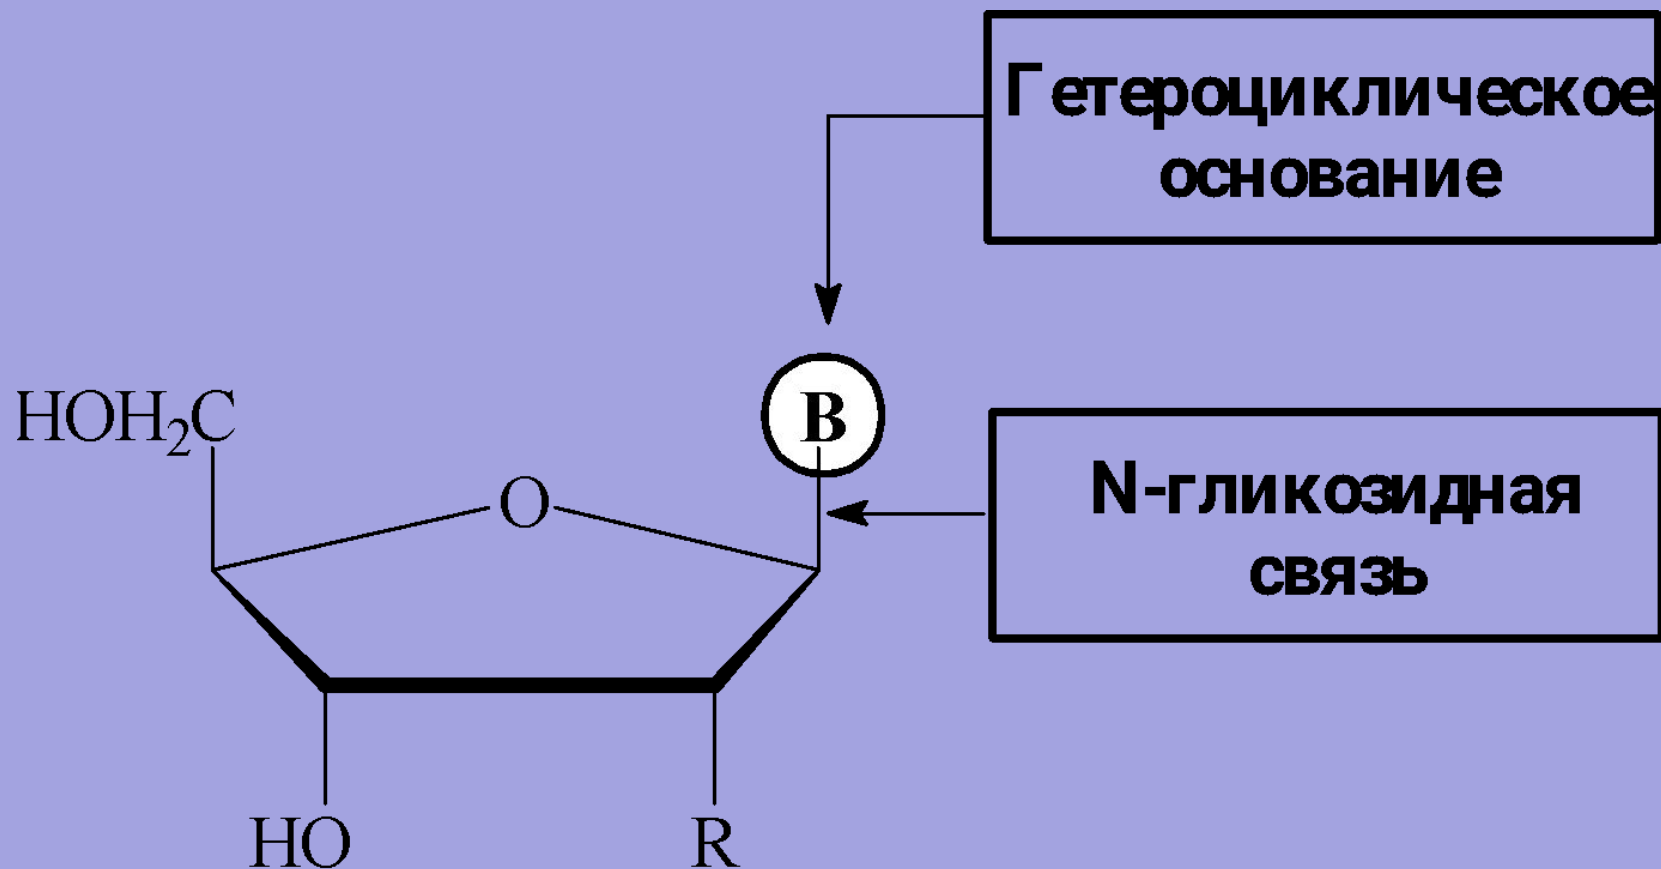 Гетероциклическое
основание
B
HOH₂C
O
N-гликозидная
связь
HO
R